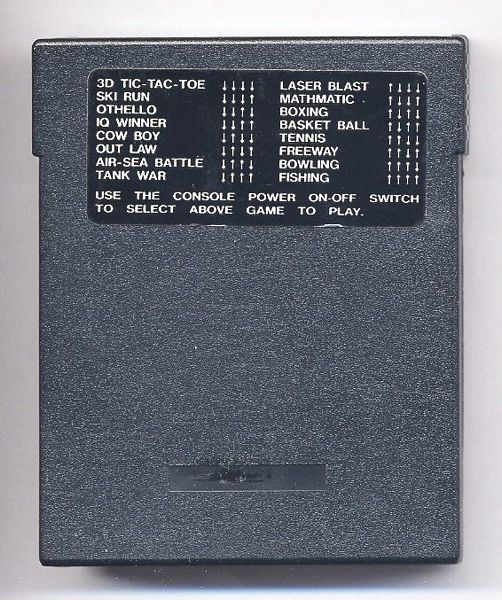 3D TIC-TAC-TOE
SKI RUN
OTHELLO
IQ WINNER
COW BOY
OUT LAW
AIR-SEA BATTLE
TANK WAR
LASER BLAST
MATHMATIC
BOXING
BASKET BALL
TENNIS
FREEWAY
BOWLING
FISHING
USE THE CONSOLE POWER ON-OFF SWITCH
TO SELECT ABOVE GAME TO PLAY.